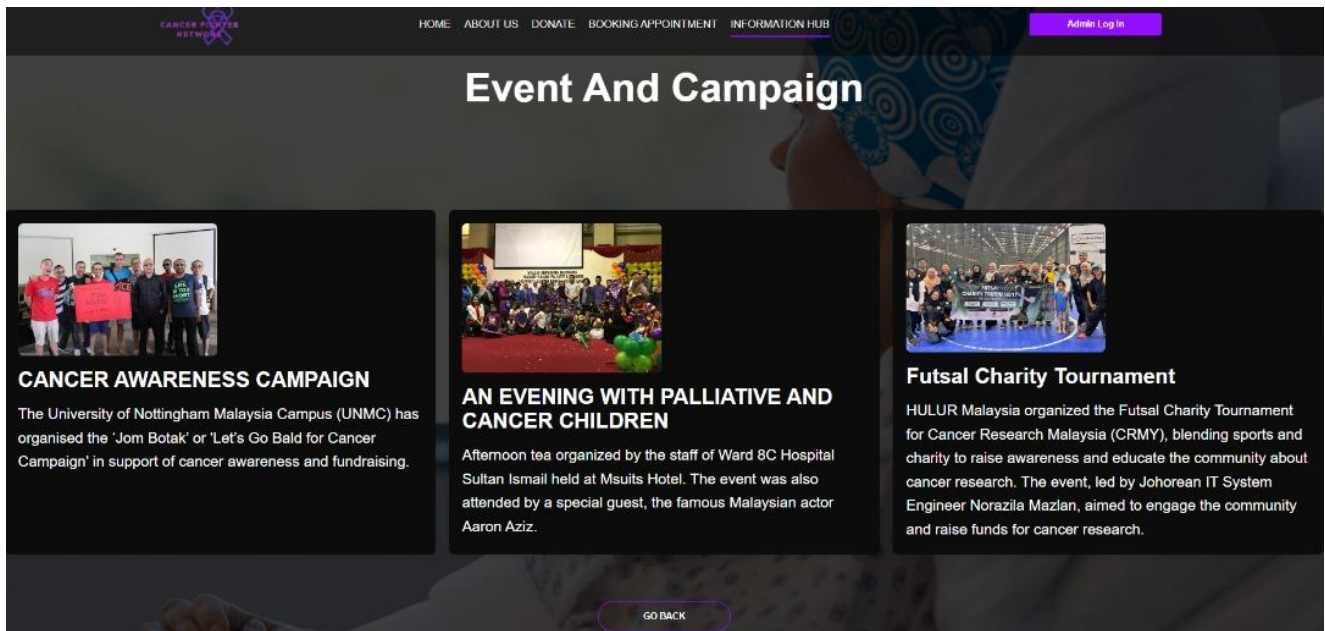 CANCER FIGHTER
NETWORK
HOME ABOUT US DONATE BOOKING APPOINTMENT INFORMATION HUB
Admin Log In
Event And Campaign
CANCER AWARENESS CAMPAIGN
The University of Nottingham Malaysia Campus (UNMC) has
organised the ‘Jom Botak’ or 'Let’s Go Bald for Cancer
Campaign' in support of cancer awareness and fundraising.
AN EVENING WITH PALLIATIVE AND
CANCER CHILDREN
Afternoon tea organized by the staff of Ward 8C Hospital
Sultan Ismail held at Msuits Hotel. The event was also
attended by a special guest, the famous Malaysian actor
Aaron Aziz.
FUTSAL
CHARITY TOURNAMENT
Futsal Charity Tournament
HULUR Malaysia organized the Futsal Charity Tournament
for Cancer Research Malaysia (CRMY), blending sports and
charity to raise awareness and educate the community about
cancer research. The event, led by Johorean IT System
Engineer Norazila Mazlan, aimed to engage the community
and raise funds for cancer research.
GO BACK